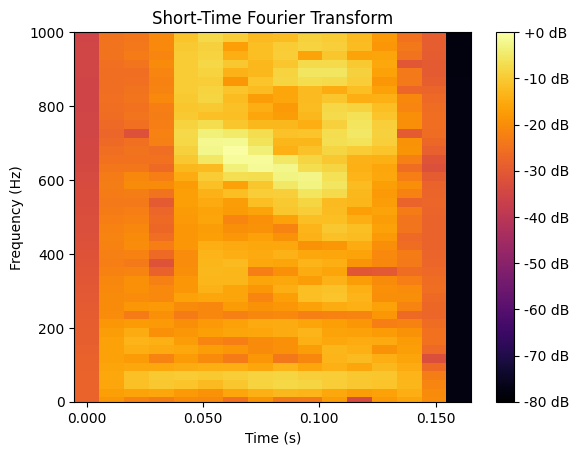 Short-Time Fourier Transform
1000
800
600
400
200
0
Frequency (Hz)
0.000
0.050
0.100
0.150
Time (s)
+0 dB
-10 dB
-20 dB
-30 dB
-40 dB
-50 dB
-60 dB
-70 dB
-80 dB